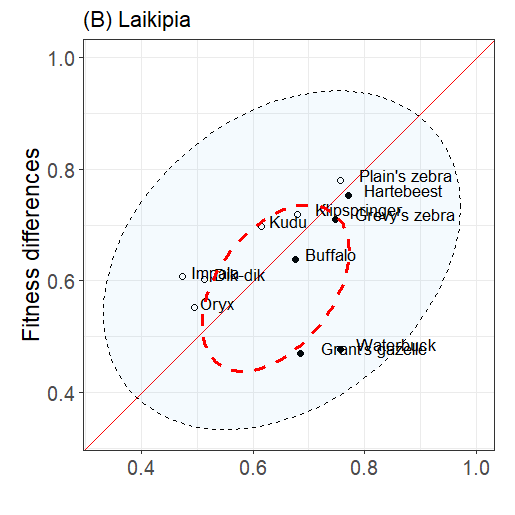 (B) Laikipia
Fitness differences
1.0
0.8
0.6
0.4
Plain's zebra
Hartebeest
Klipspringer
Grevy's zebra
Kudu
Buffalo
Impala
Dik-dik
Oryx
Waterbuck
Grant's gazelle
0.4
0.6
0.8
1.0